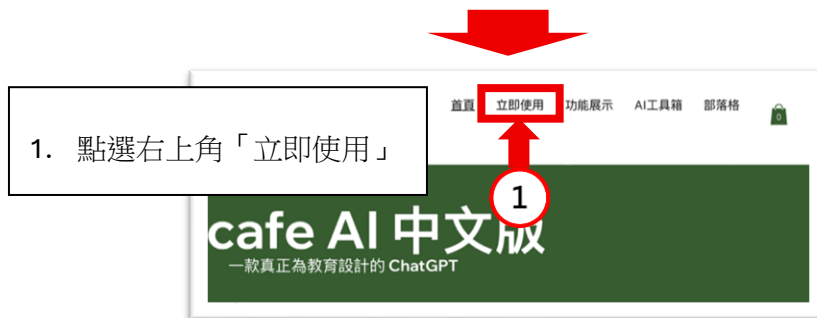 首頁 立即使用 功能展示 AI工具箱 部落格
0
1. 點選右上角「立即使用」
1
cafe AI 中文版
一款真正為教育設計的 ChatGPT